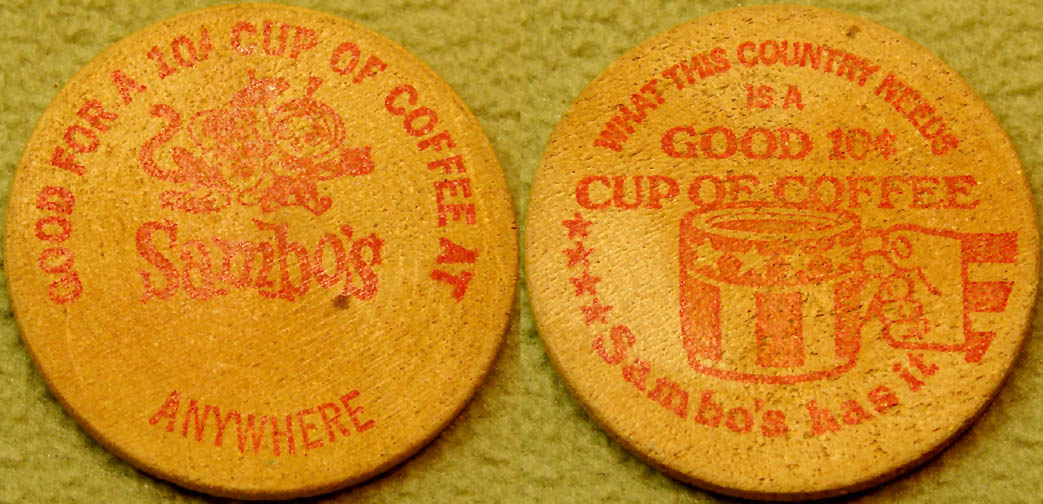 GOOD FOR A 10¢ CUP OF COFFEE AT
Sambo's
ANYWHERE
WHAT THIS COUNTRY NEEDS
IS A
GOOD 10¢
CUP OF COFFEE
Sambo's has it